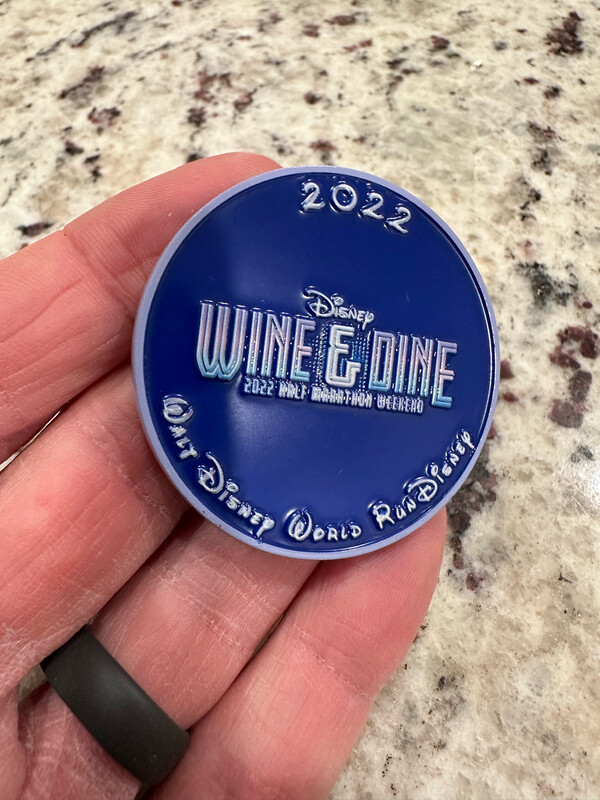 2022
Disney
WINE & DINE
2022 HALF MARATHON WEEKEND
WALT DISNEY WORLD RUNDISNEY